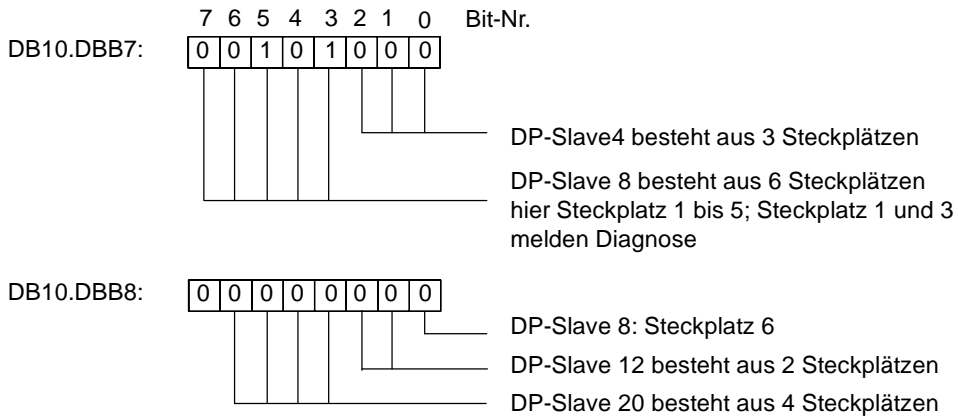 7 6 5 4 3 2 1 0 Bit-Nr.
DB10.DBB7: 0 0 1 0 1 0 0 0
DP-Slave4 besteht aus 3 Steckplätzen
DP-Slave 8 besteht aus 6 Steckplätzen
hier Steckplatz 1 bis 5; Steckplatz 1 und 3
melden Diagnose
DB10.DBB8: 0 0 0 0 0 0 0 0
DP-Slave 8: Steckplatz 6
DP-Slave 12 besteht aus 2 Steckplätzen
DP-Slave 20 besteht aus 4 Steckplätzen